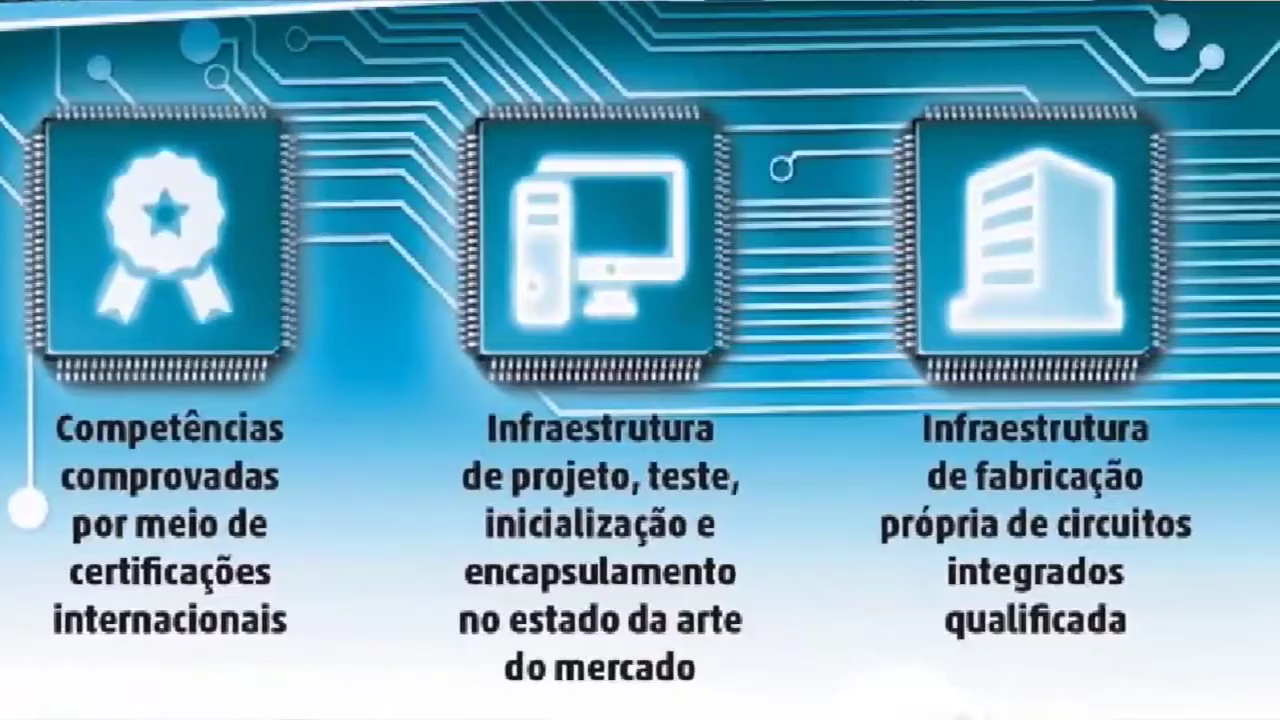 Competências
comprovadas
por meio de
certificações
internacionais
Infraestrutura
de projeto, teste,
inicialização e
encapsulamento
no estado da arte
do mercado
Infraestrutura
de fabricação
própria de circuitos
integrados
qualificada